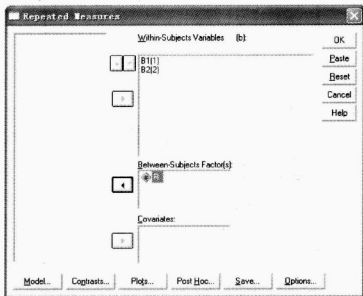 Repeated Measures
Within-Subjects Variables (b):
B1(1)
B2(2)
OK
Paste
Reset
Cancel
Help
Between-Subjects Factor(s):
Covariates:
Model...
Contrasts...
Plots...
Post Hoc...
Save...
Options...